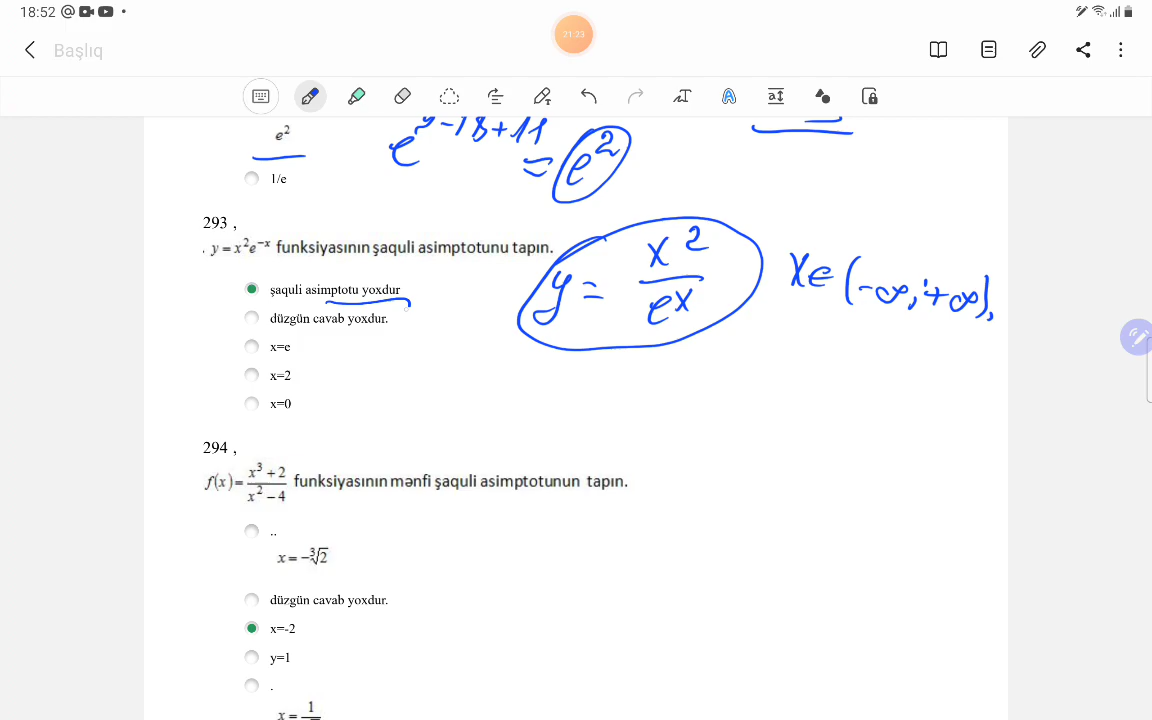 18:52
21:23
Başlıq
e²
= e²
1/e
293 ,
. y = x²e⁻ˣ funksiyasının şaquli asimptotunu tapın.
y = x²/eˣ
x∈(-∞;+∞),
şaquli asimptotu yoxdur
düzgün cavab yoxdur.
x=e
x=2
x=0
294 ,
f(x)= (x³+2)/(x²−4) funksiyasının mənfi şaquli asimptotunun tapın.
..
x = −∛2
düzgün cavab yoxdur.
x=-2
y=1
.
x = 1